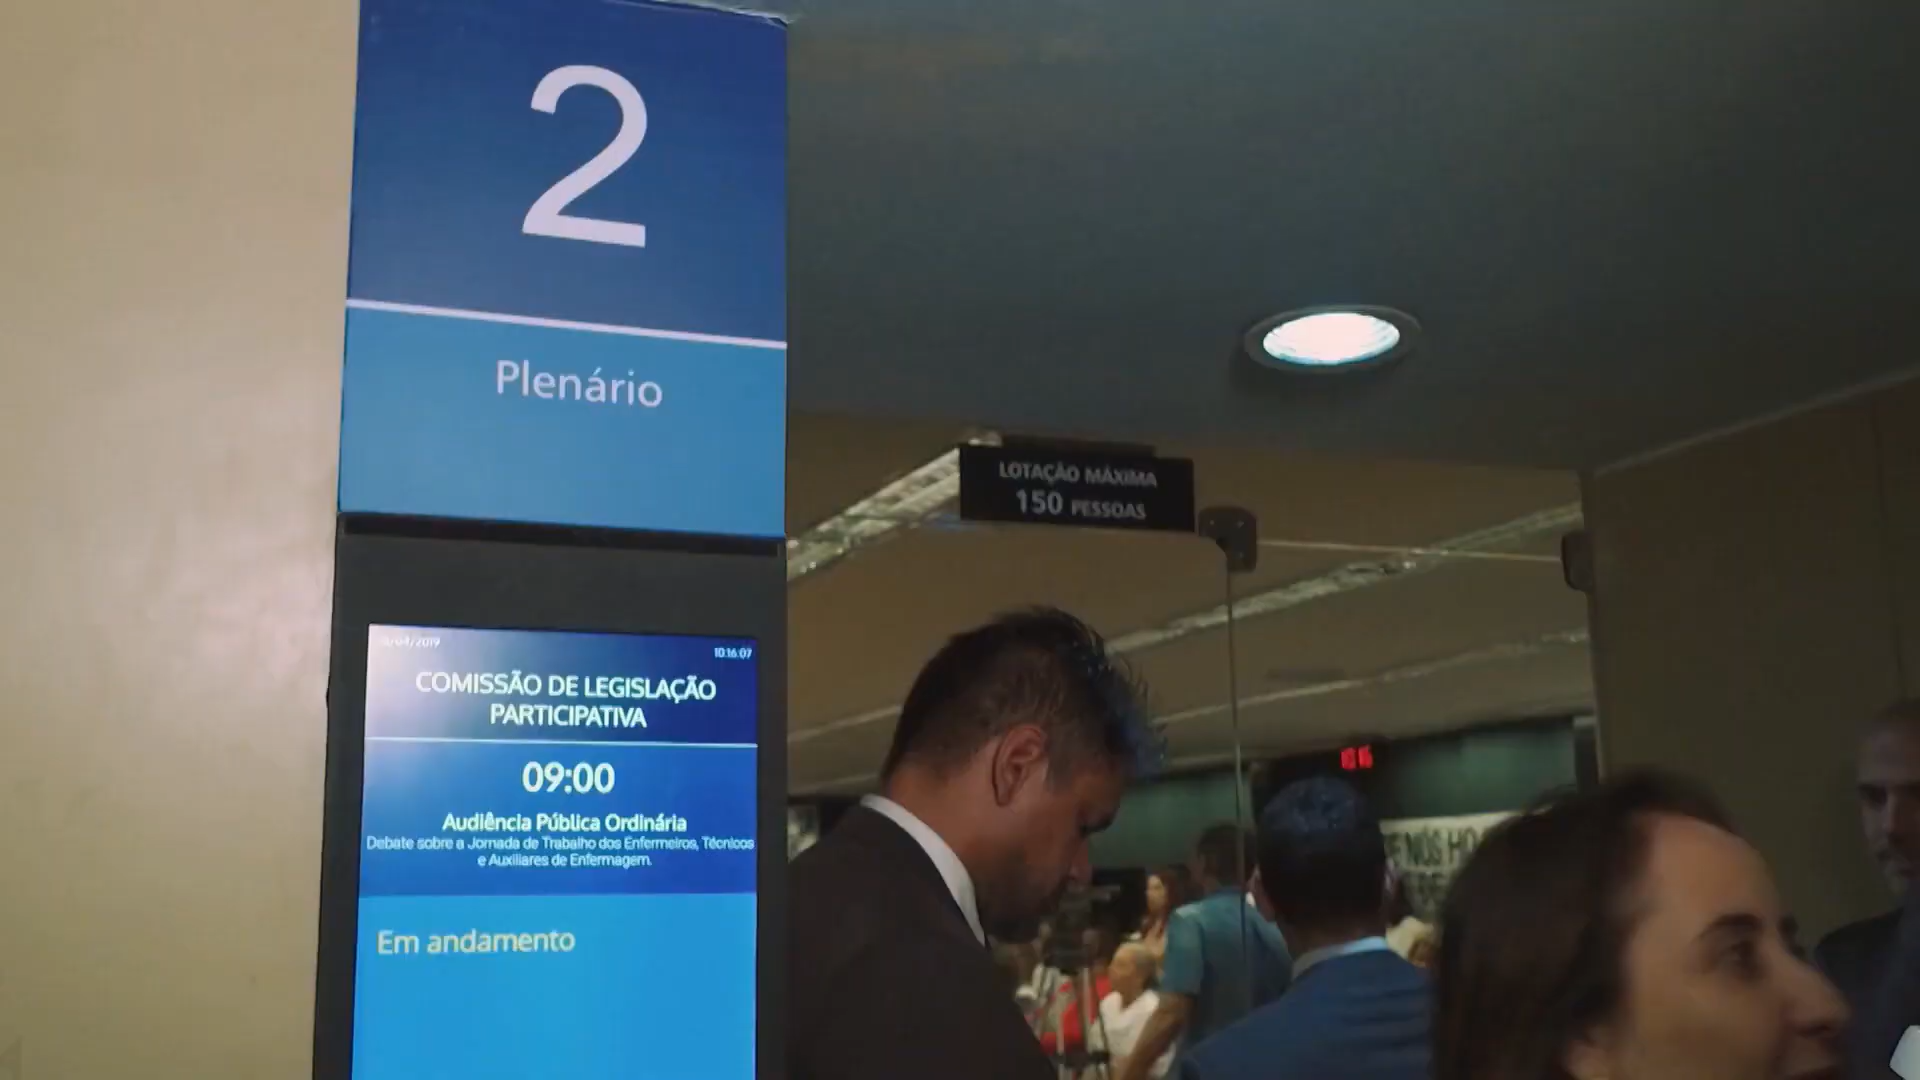 2
Plenário
LOTAÇÃO MÁXIMA
150 PESSOAS
10:16:07
COMISSÃO DE LEGISLAÇÃO
PARTICIPATIVA
09:00
Audiência Pública Ordinária
Debate sobre a Jornada de Trabalho dos Enfermeiros, Técnicos
e Auxiliares de Enfermagem.
Em andamento
NÓS